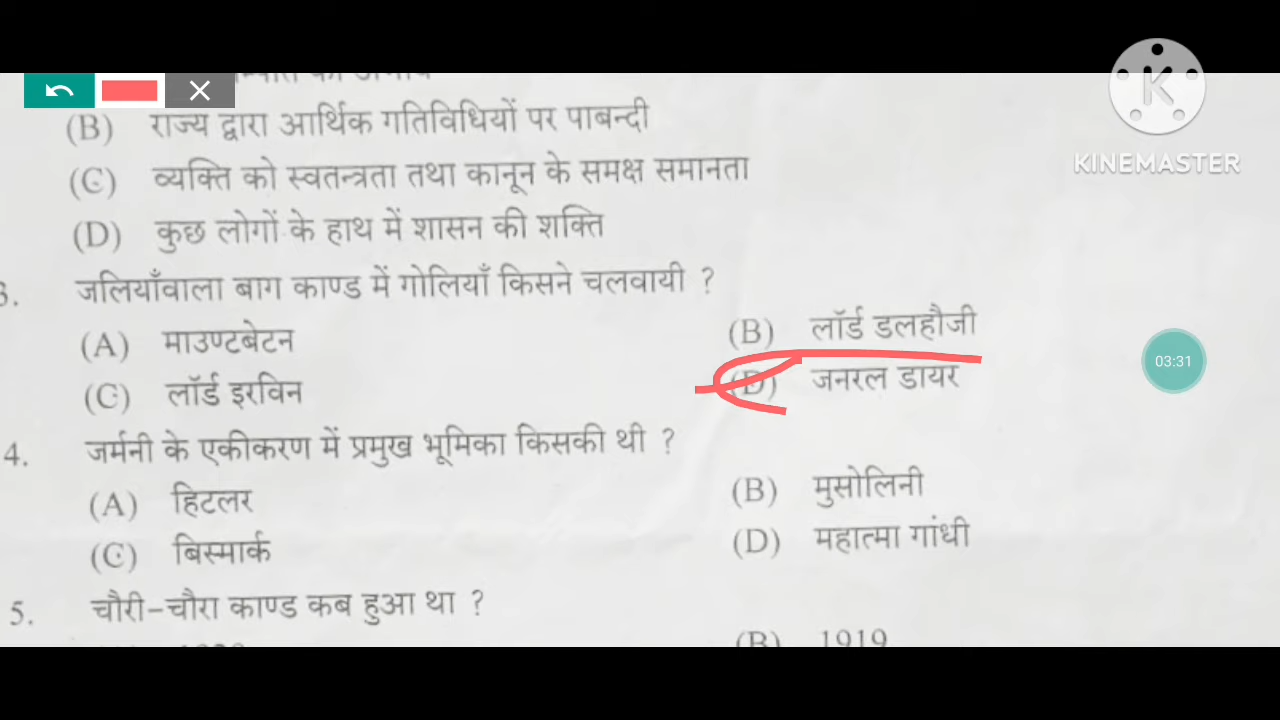 KINEMASTER
(B) राज्य द्वारा आर्थिक गतिविधियों पर पाबन्दी
(C) व्यक्ति को स्वतन्त्रता तथा कानून के समक्ष समानता
(D) कुछ लोगों के हाथ में शासन की शक्ति
3. जलियाँवाला बाग काण्ड में गोलियाँ किसने चलवायी ?
(A) माउण्टबेटन (B) लॉर्ड डलहौजी
(C) लॉर्ड इरविन (D) जनरल डायर
03:31
4. जर्मनी के एकीकरण में प्रमुख भूमिका किसकी थी ?
(A) हिटलर (B) मुसोलिनी
(C) बिस्मार्क (D) महात्मा गांधी
5. चौरी-चौरा काण्ड कब हुआ था ?
(B) 1919